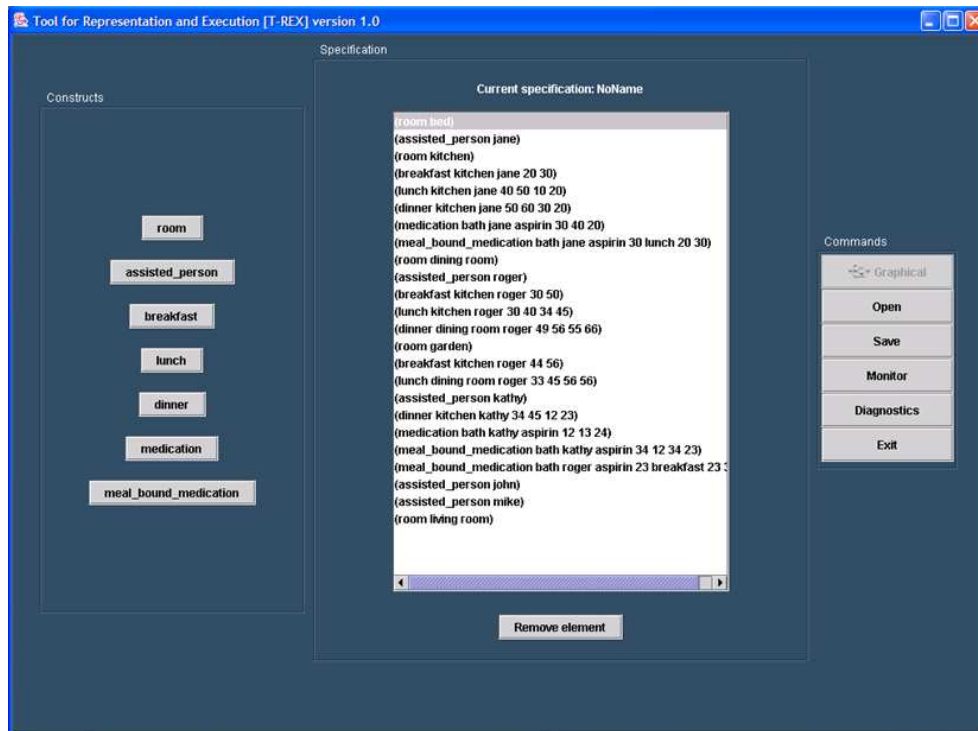 Tool for Representation and Execution [T-REX] version 1.0
Specification
Constructs
Current specification: NoName
(room bed)
(assisted_person jane)
(room kitchen)
(breakfast kitchen jane 20 30)
(lunch kitchen jane 40 50 10 20)
(dinner kitchen jane 50 60 30 20)
(medication bath jane aspirin 30 40 20)
(meal_bound_medication bath jane aspirin 30 lunch 20 30)
(room dining room)
(assisted_person roger)
(breakfast kitchen roger 30 50)
(lunch kitchen roger 30 40 34 45)
(dinner dining room roger 49 56 55 66)
(room garden)
(breakfast kitchen roger 44 56)
(lunch dining room roger 33 45 56 56)
(assisted_person kathy)
(dinner kitchen kathy 34 45 12 23)
(medication bath kathy aspirin 12 13 24)
(meal_bound_medication bath kathy aspirin 34 12 34 23)
(meal_bound_medication bath roger aspirin 23 breakfast 23
(assisted_person john)
(assisted_person mike)
(room living room)
room
assisted_person
breakfast
lunch
dinner
medication
meal_bound_medication
Remove element
Commands
Graphical
Open
Save
Monitor
Diagnostics
Exit